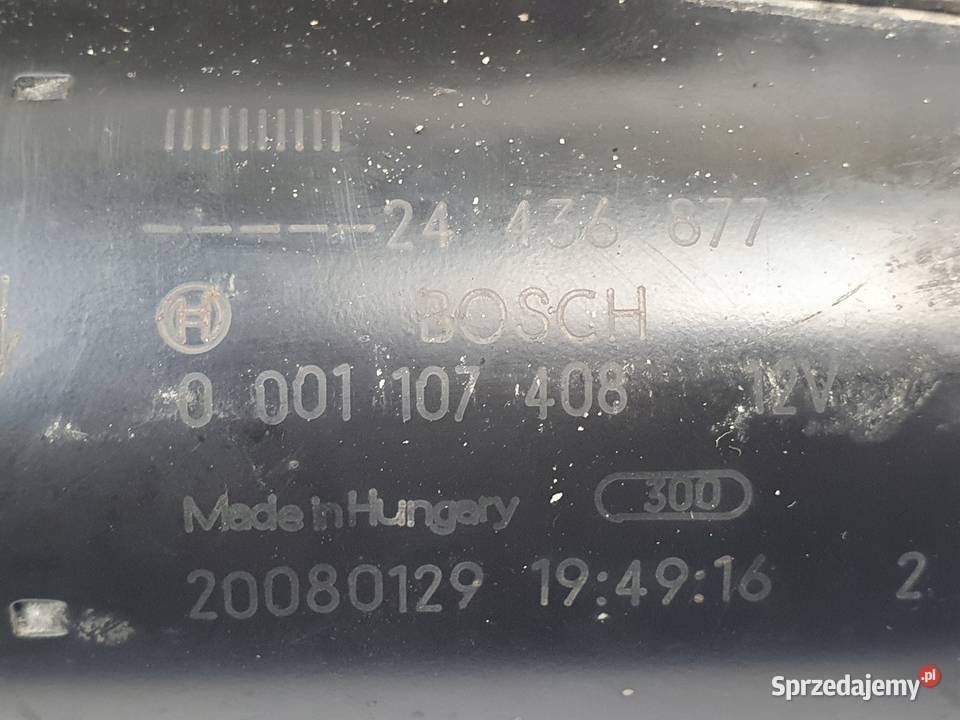 -----24 436 877
BOSCH
0 001 107 408 12V
Made in Hungary 300
20080129 19:49:16 2
Sprzedajemy.pl